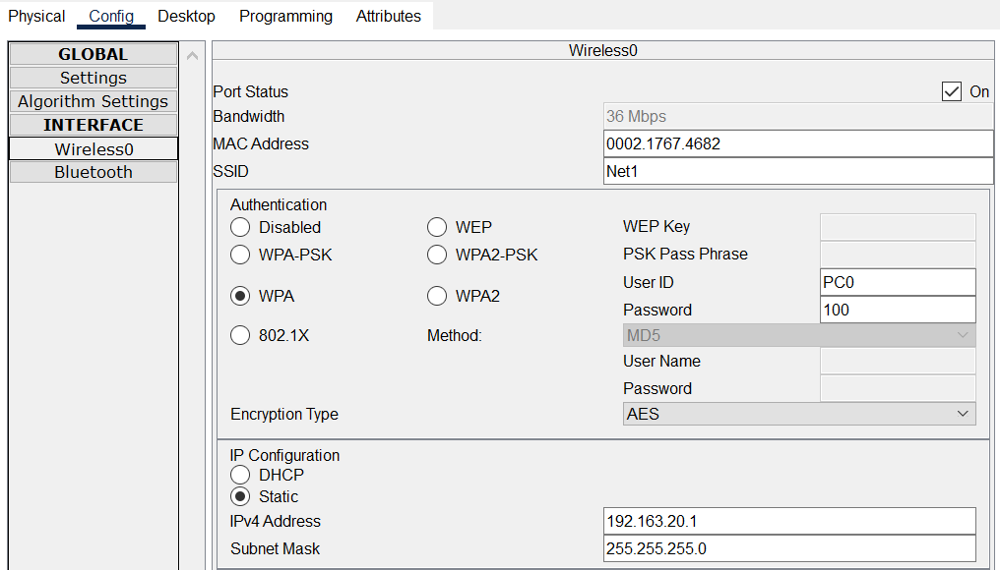 Physical Config Desktop Programming Attributes
GLOBAL
Settings
Algorithm Settings
INTERFACE
Wireless0
Bluetooth
Wireless0
Port Status On
Bandwidth 36 Mbps
MAC Address 0002.1767.4682
SSID Net1
Authentication
Disabled WEP WEP Key
WPA-PSK WPA2-PSK PSK Pass Phrase
User ID PC0
WPA WPA2
Password 100
802.1X Method: MD5
User Name
Password
Encryption Type AES
IP Configuration
DHCP
Static
IPv4 Address 192.163.20.1
Subnet Mask 255.255.255.0